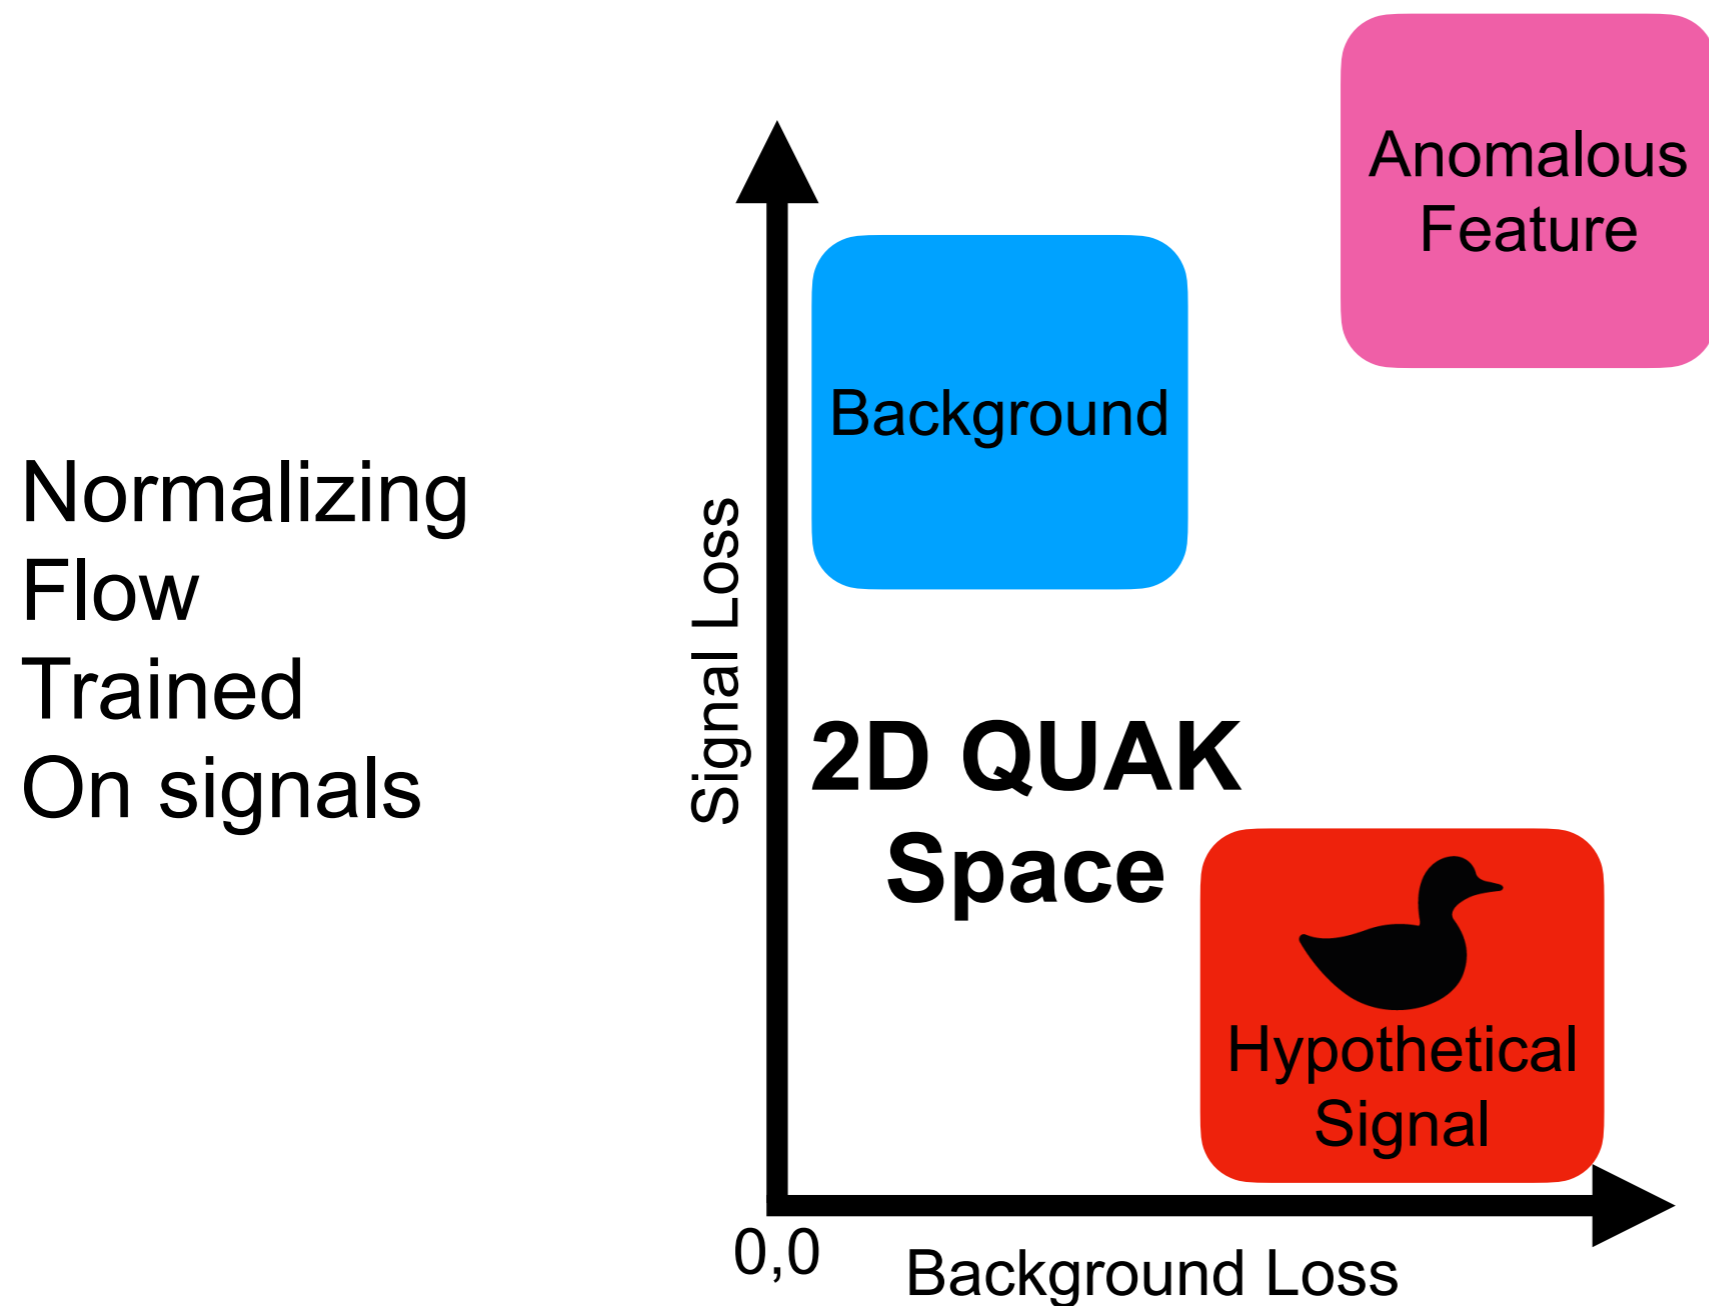 Normalizing
Flow
Trained
On signals
Signal Loss
Anomalous
Feature
Background
2D QUAK
Space
Hypothetical
Signal
0,0
Background Loss